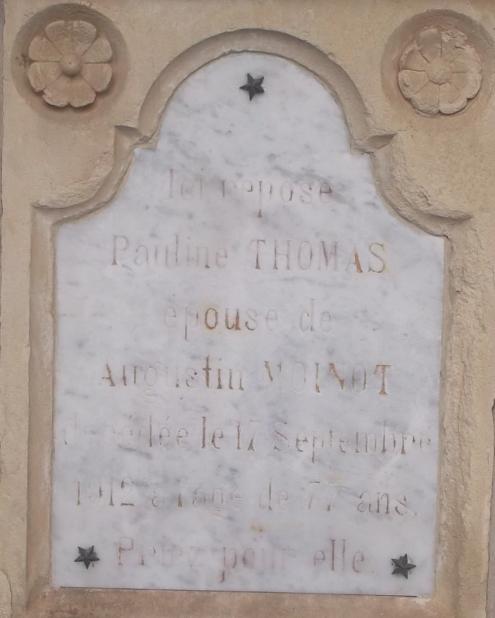 Ici repose
Pauline THOMAS
épouse de
Augustin MOINOT
décédée le 17 Septembre
1912 à l'age de 77 ans.
Priez pour elle.